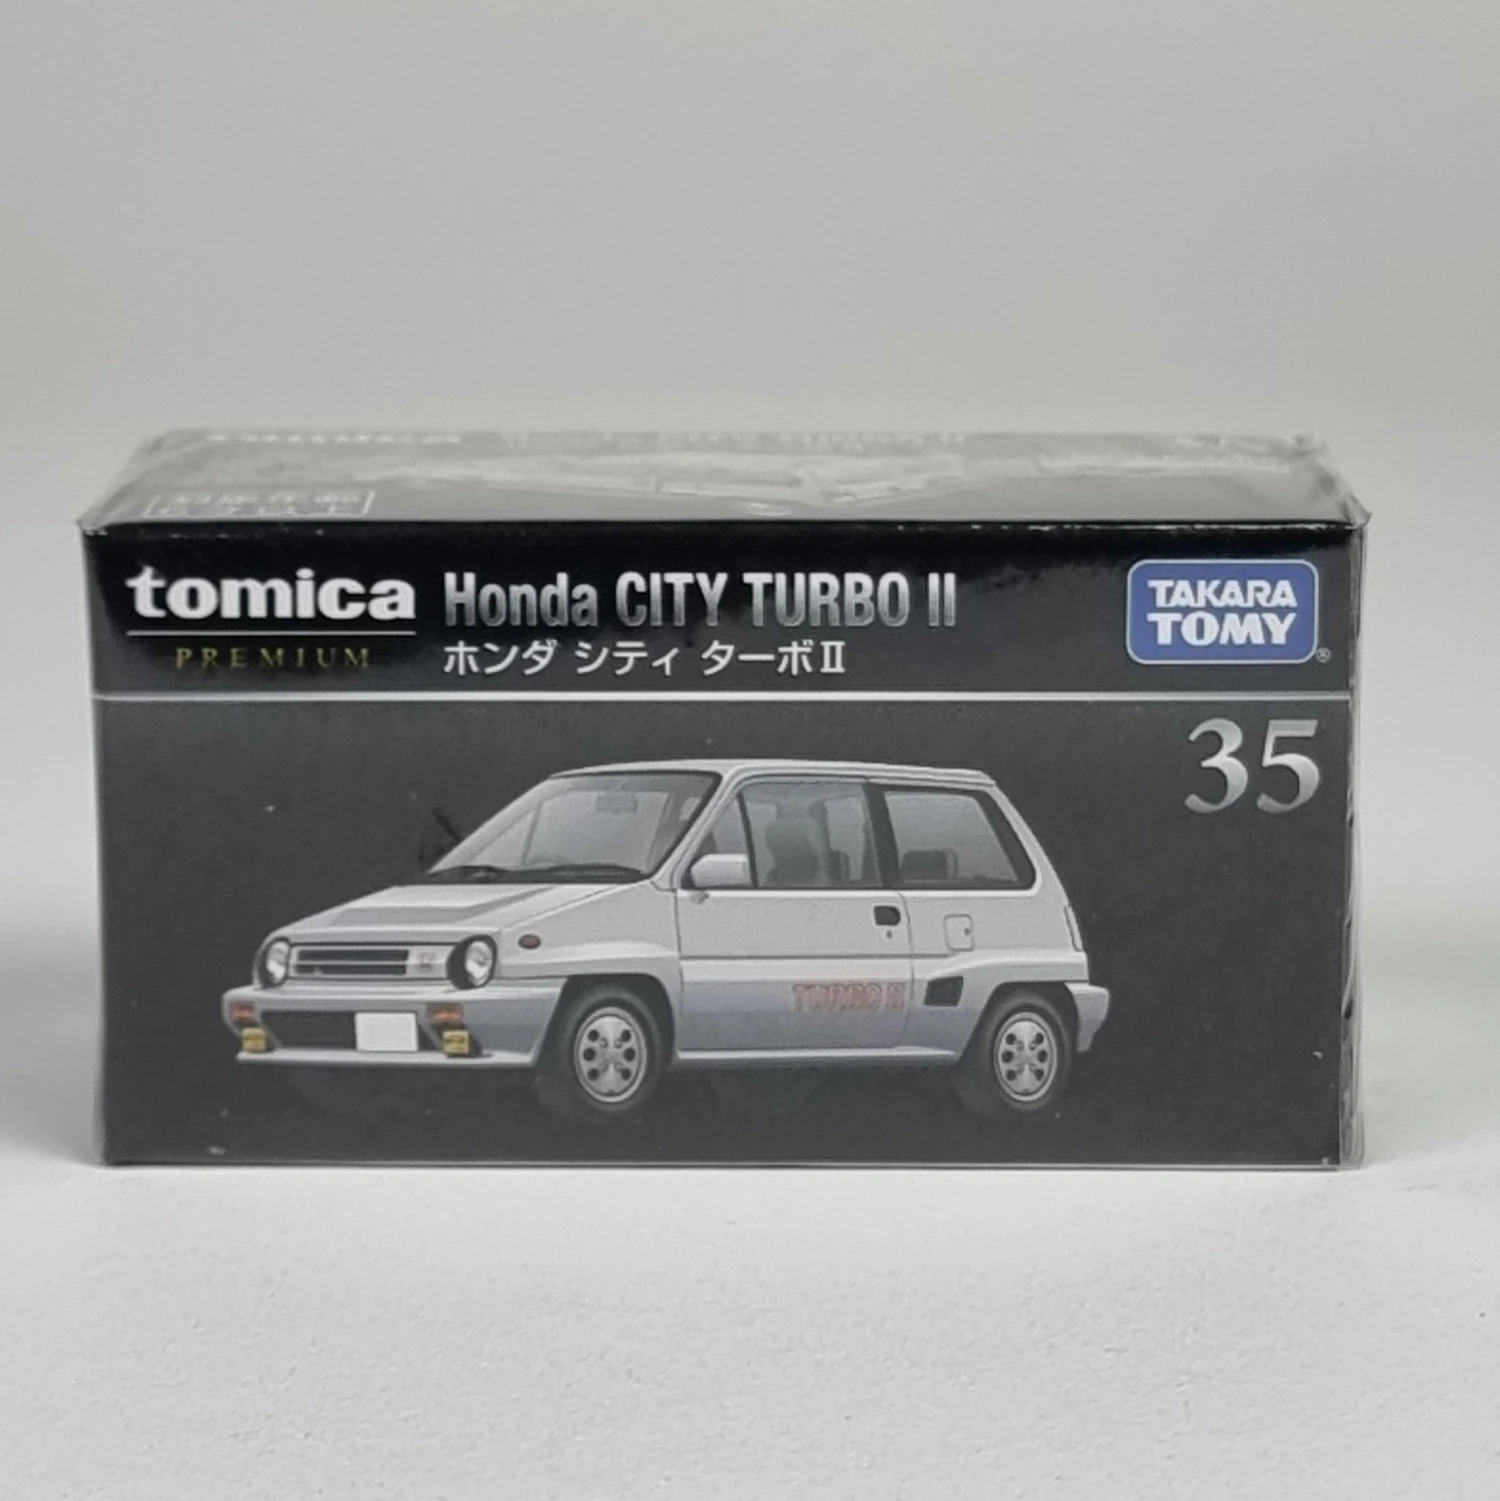 tomica
PREMIUM
Honda CITY TURBO II
ホンダ シティ ターボⅡ
TAKARA
TOMY
®
35
TURBO II